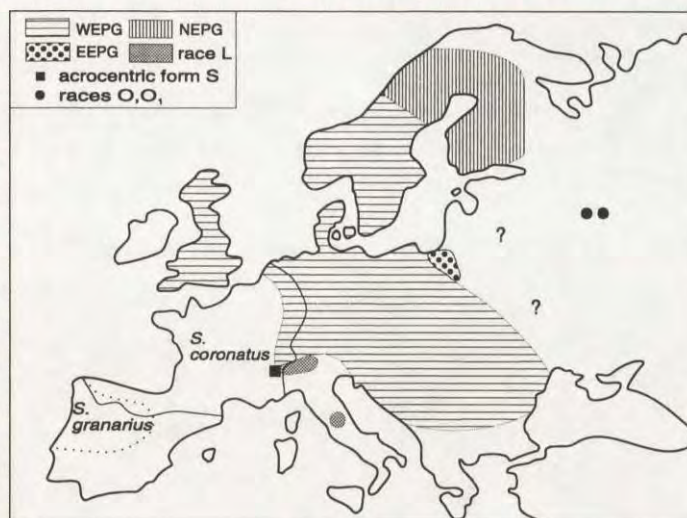 WEPG NEPG
EEPG race L
acrocentric form S
races O,O₁
?
?
S.
coronatus
S.
granarius